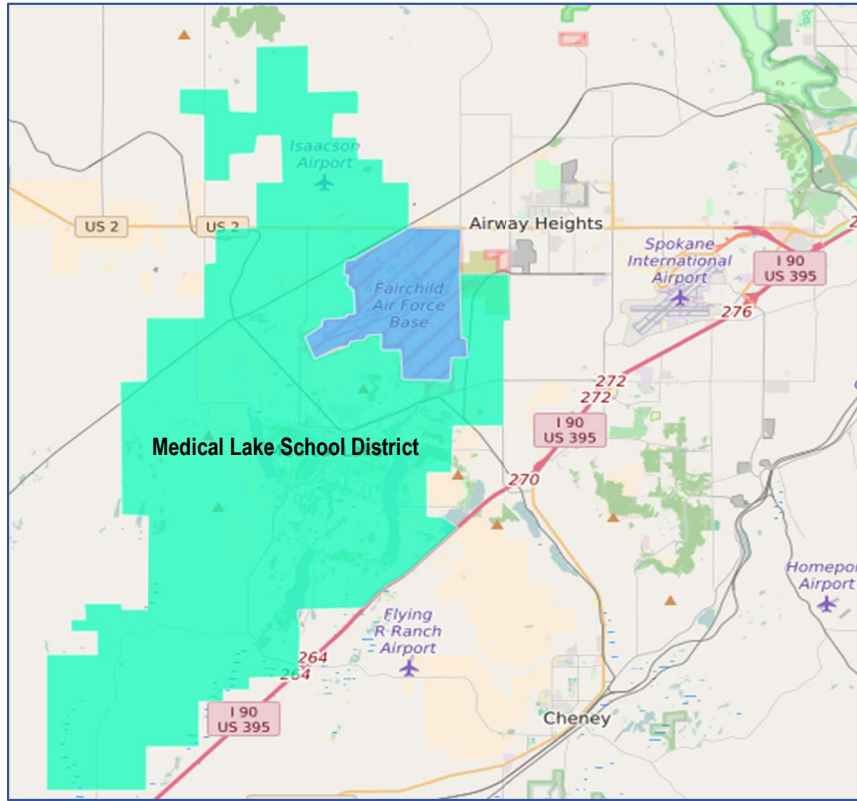 Isaacson
Airport
US 2
US 2
Airway Heights
Spokane
International
Airport
I 90
US 395
Fairchild
Air Force
Base
276
272
272
I 90
US 395
Medical Lake School District
270
Homepor
Airport
Flying
R Ranch
Airport
264
264
I 90
US 395
Cheney